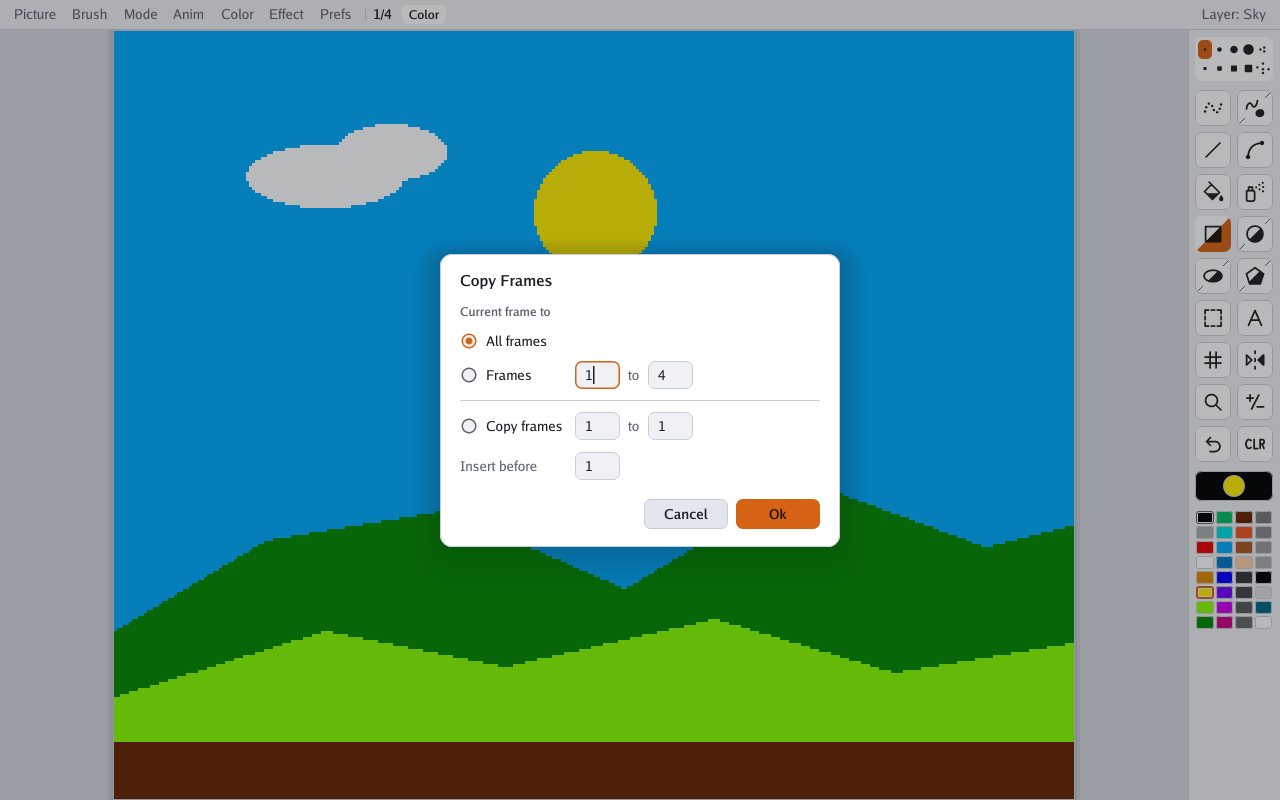 Picture Brush Mode Anim Color Effect Prefs 1/4 Color Layer: Sky
Copy Frames
Current frame to
All frames
Frames 1 to 4
Copy frames 1 to 1
Insert before 1
Cancel Ok
A
CLR